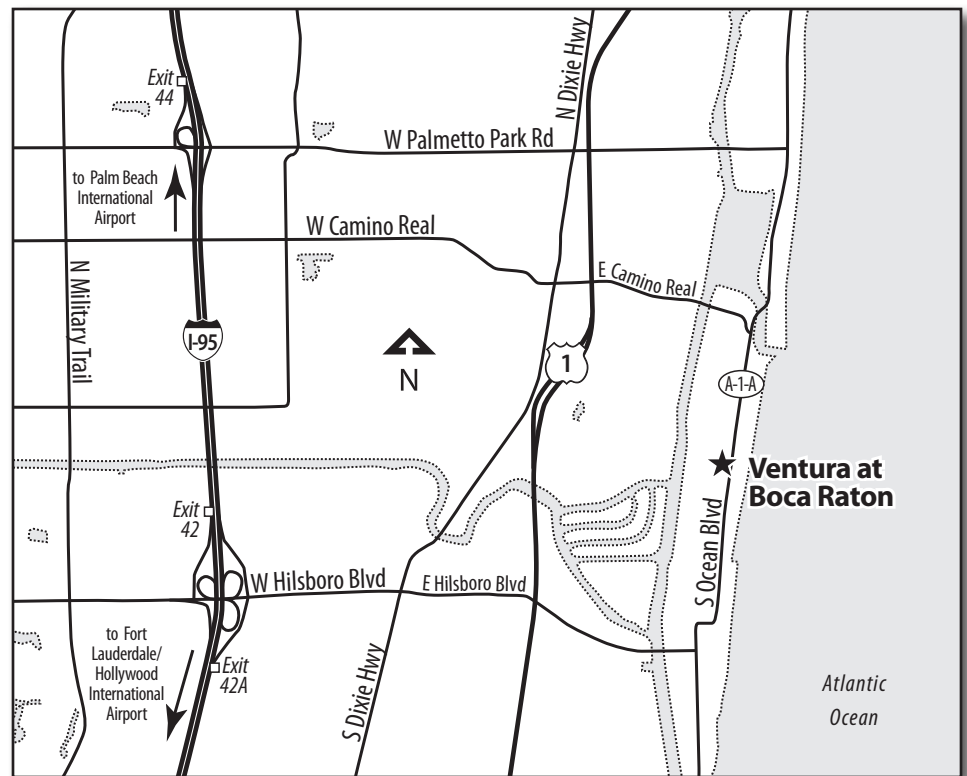 N Dixie Hwy
Exit
44
W Palmetto Park Rd
to Palm Beach
International
Airport
W Camino Real
E Camino Real
N Military Trail
I-95
N
1
A-1-A
Ventura at
Boca Raton
Exit
42
S Ocean Blvd
W Hilsboro Blvd
E Hilsboro Blvd
to Fort
Lauderdale/
Hollywood
International
Airport
Exit
42A
S Dixie Hwy
Atlantic
Ocean